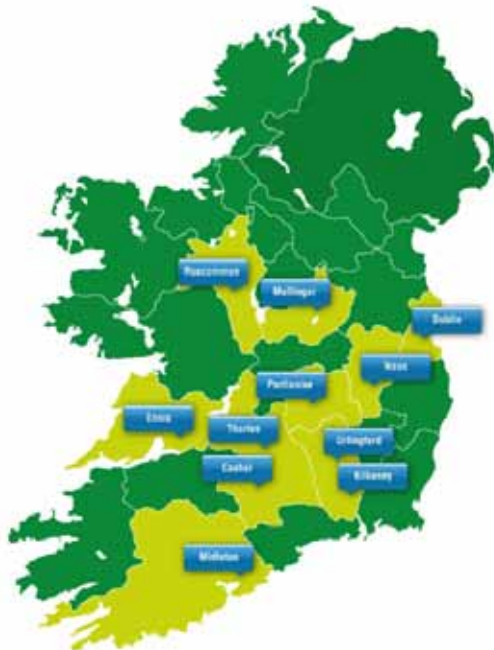 Roscommon
Mullingar
Dublin
Naas
Portlaoise
Ennis
Thurles
Urlingford
Cashel
Kilkenny
Midleton